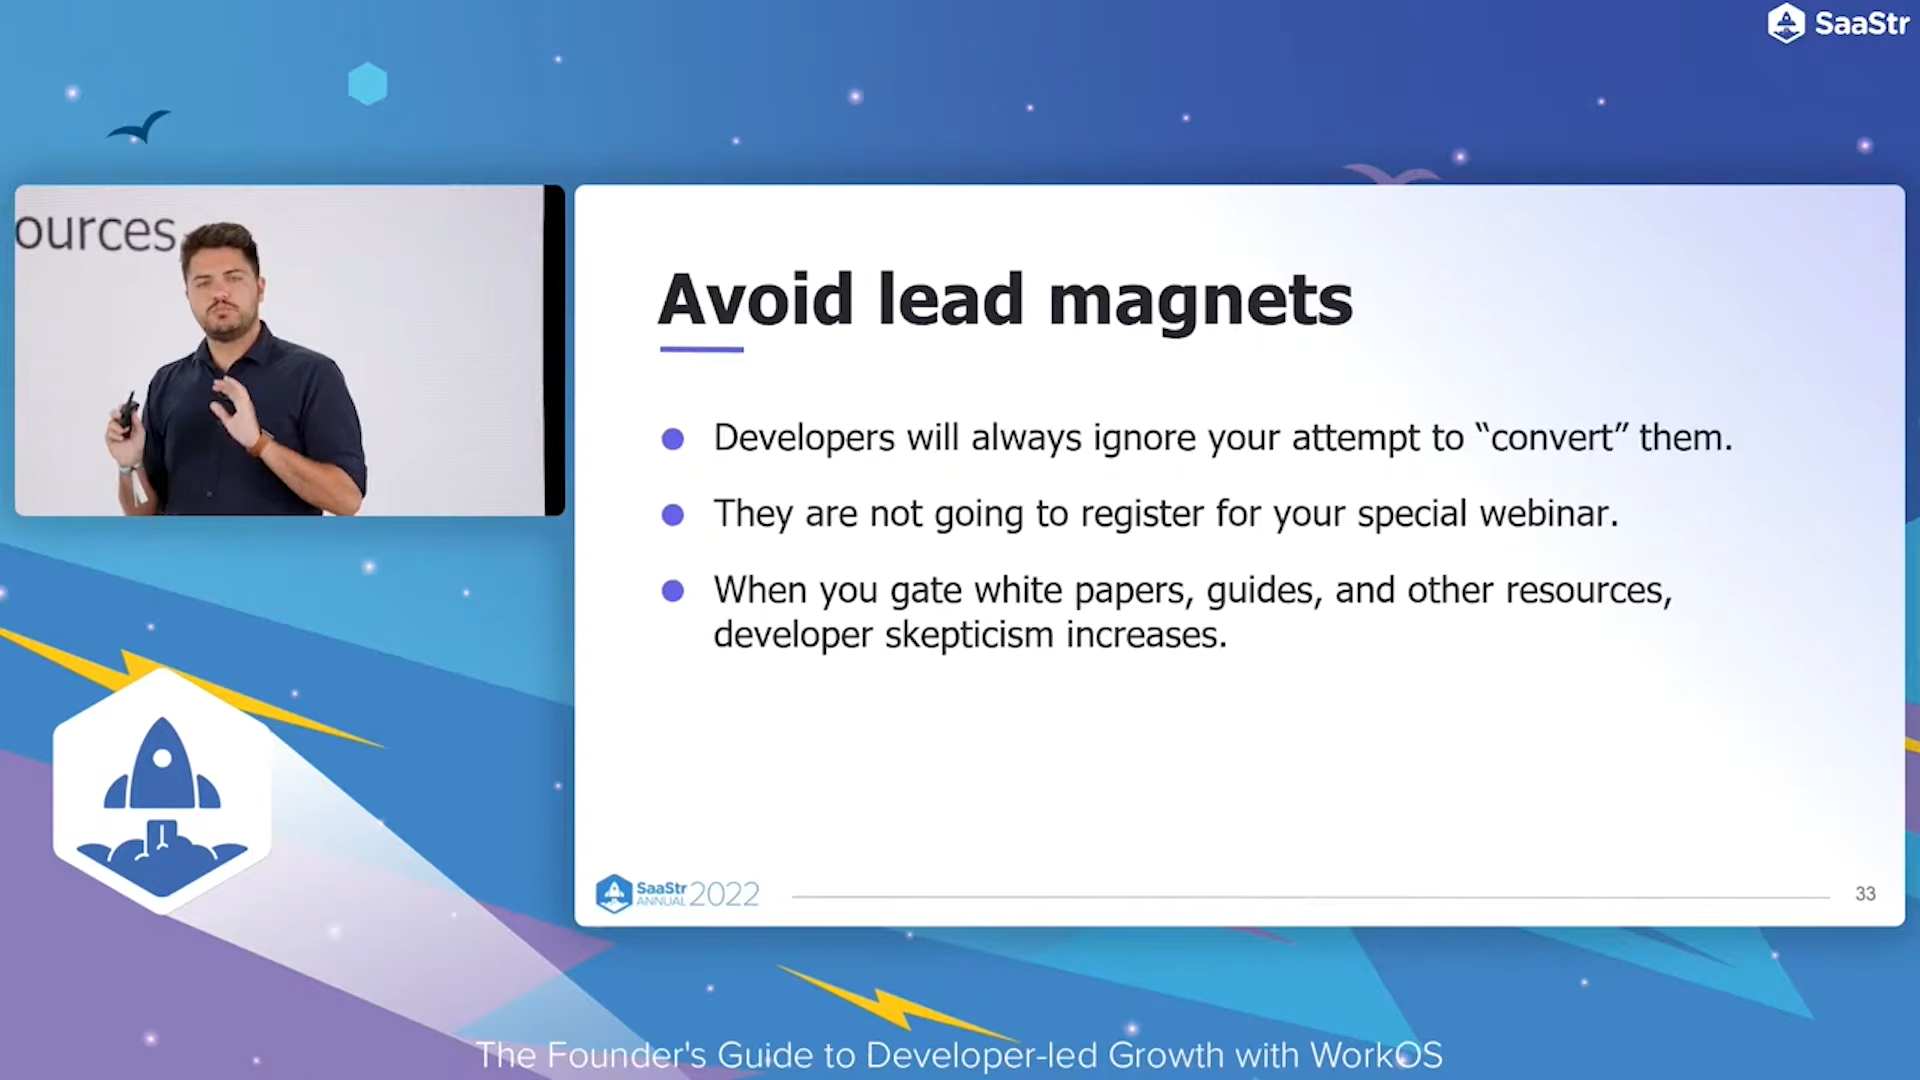 SaaStr
ources,
Avoid lead magnets
Developers will always ignore your attempt to “convert” them.
They are not going to register for your special webinar.
When you gate white papers, guides, and other resources,
developer skepticism increases.
SaaStr
ANNUAL 2022
33
The Founder's Guide to Developer-led Growth with WorkOS